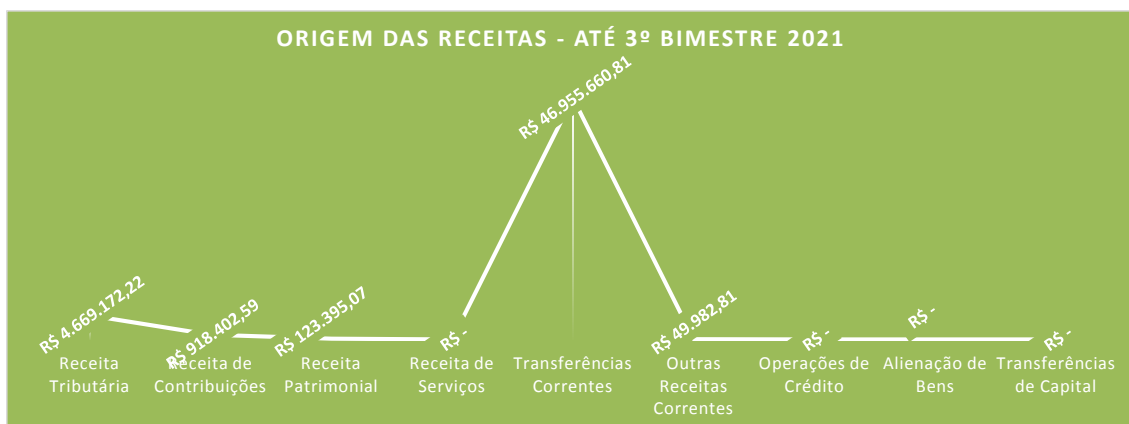 ORIGEM DAS RECEITAS - ATÉ 3º BIMESTRE 2021
R$ 46.955.660,81
R$ 4.669.172,22
R$ 918.402,59
R$ 123.395,07
R$ -
R$ 49.982,81
R$ -
R$ -
R$ -
Receita
Tributária
Receita de
Contribuições
Receita
Patrimonial
Receita de
Serviços
Transferências
Correntes
Outras
Receitas
Correntes
Operações de
Crédito
Alienação de
Bens
Transferências
de Capital